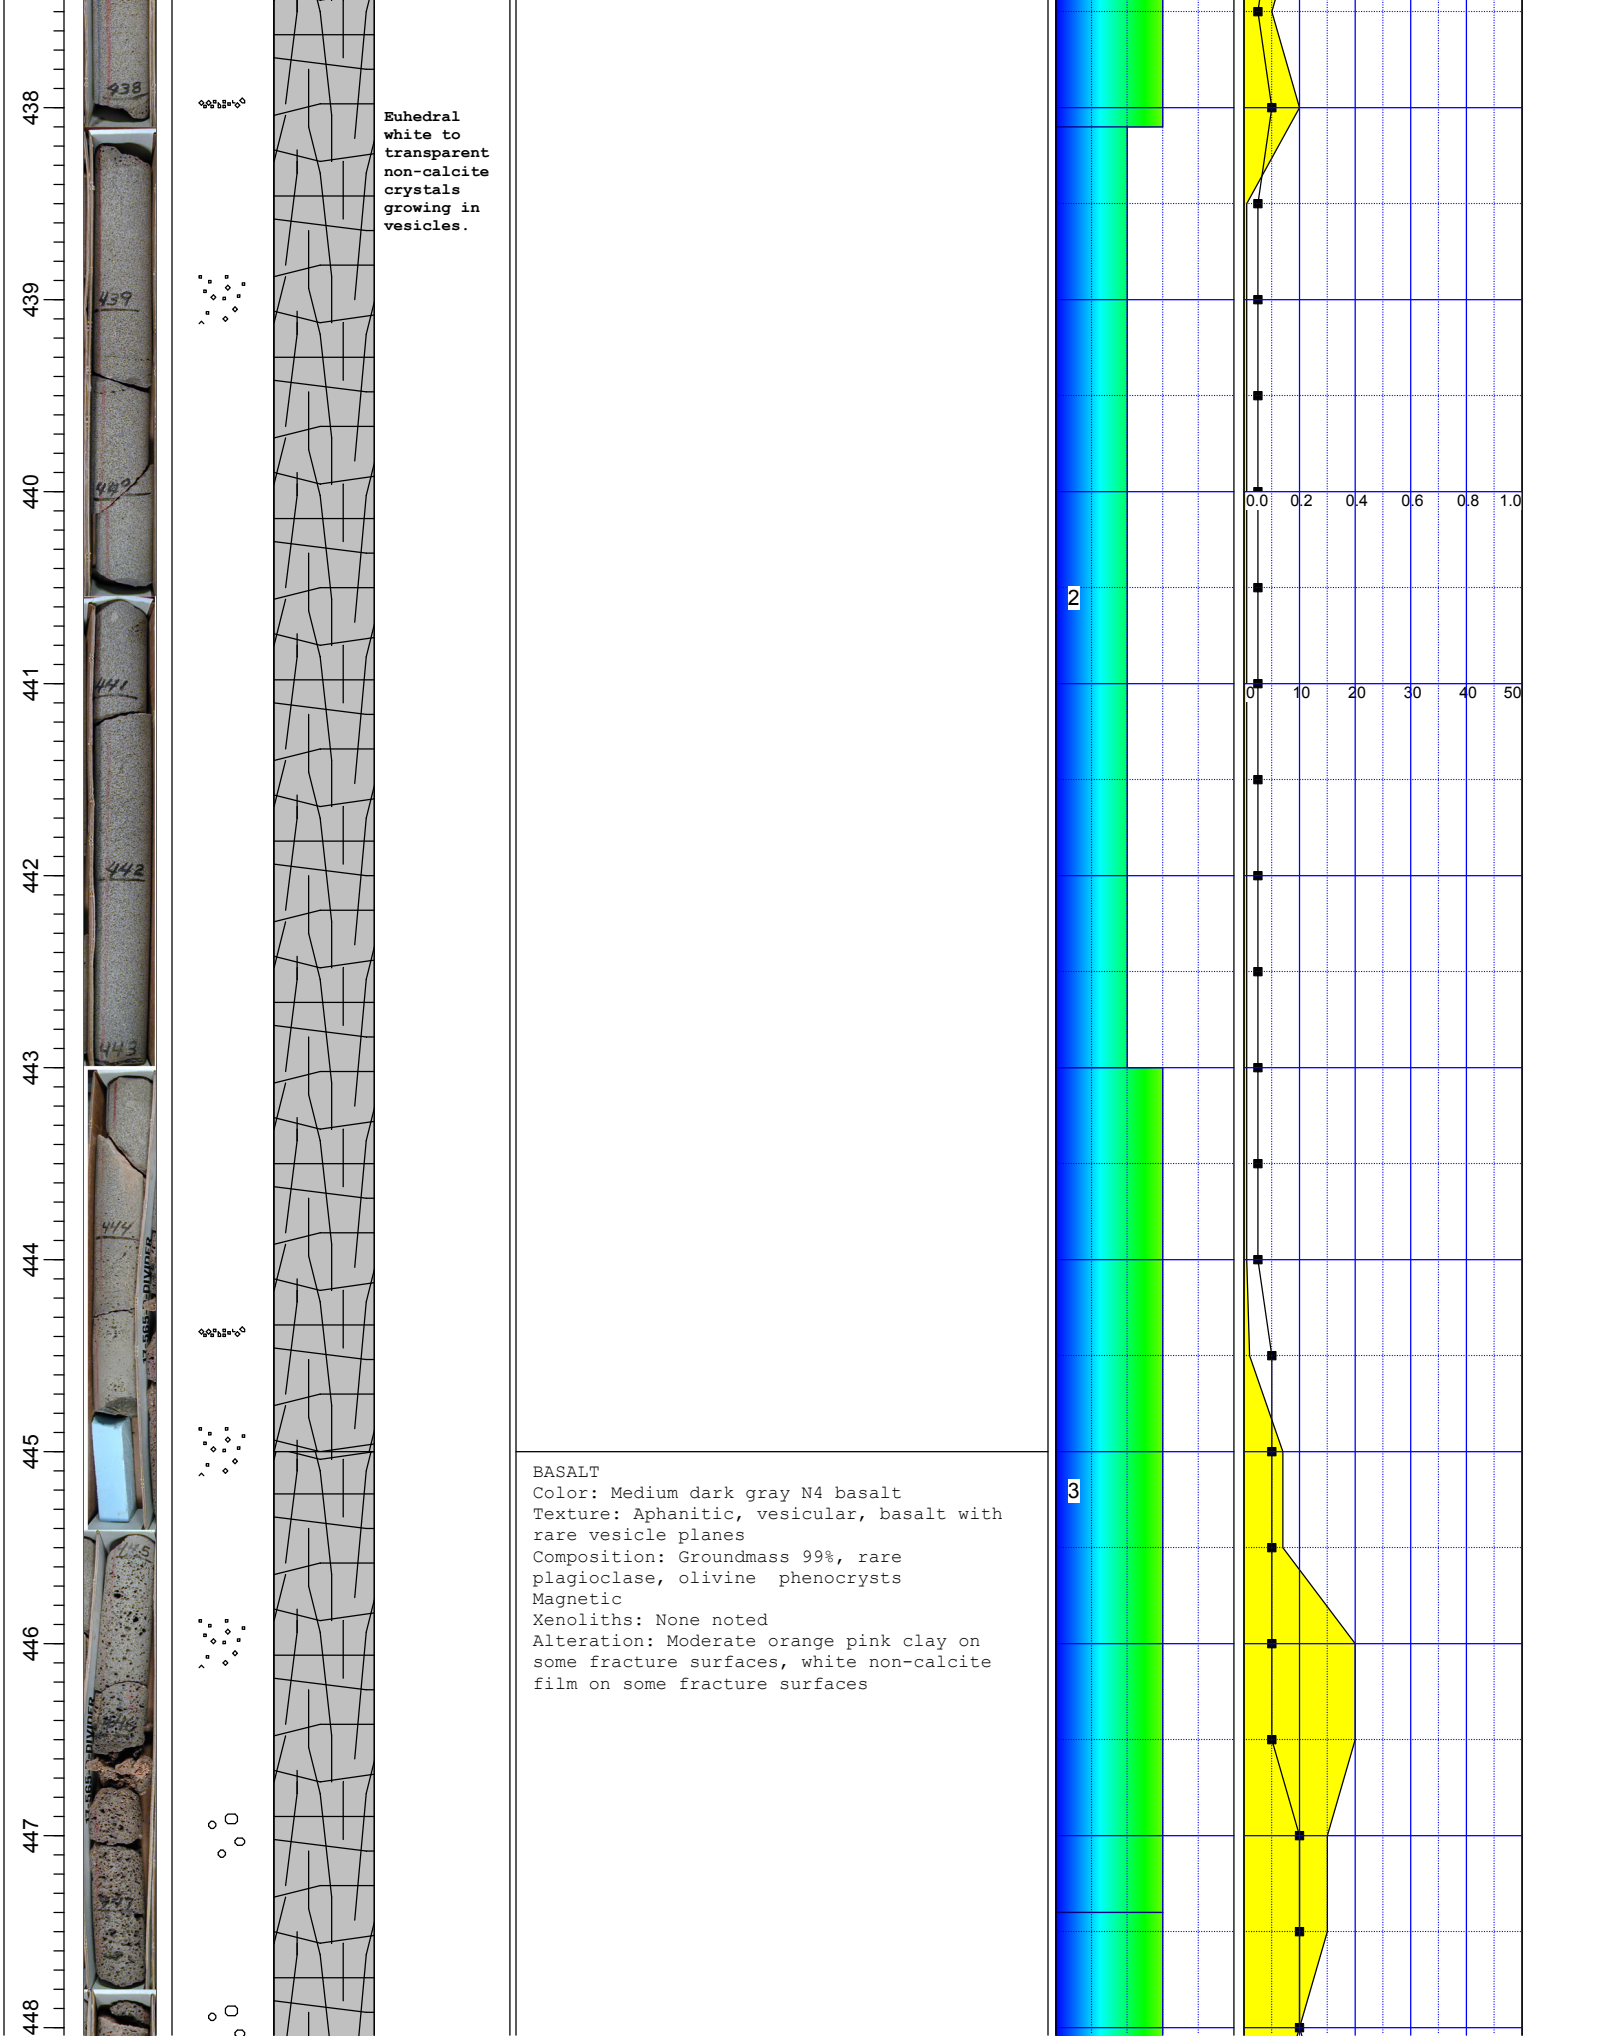 438
438
Euhedral
white to
transparent
non-calcite
crystals
growing in
vesicles.
439
439
440
440
0.0 0.2 0.4 0.6 0.8 1.0
2
441
441
0 10 20 30 40 50
442
442
443
443
444
444
DIVIDER
445
BASALT
Color: Medium dark gray N4 basalt
Texture: Aphanitic, vesicular, basalt with
rare vesicle planes
Composition: Groundmass 99%, rare
plagioclase, olivine phenocrysts
Magnetic
Xenoliths: None noted
Alteration: Moderate orange pink clay on
some fracture surfaces, white non-calcite
film on some fracture surfaces
3
446
DIVIDER
447
448